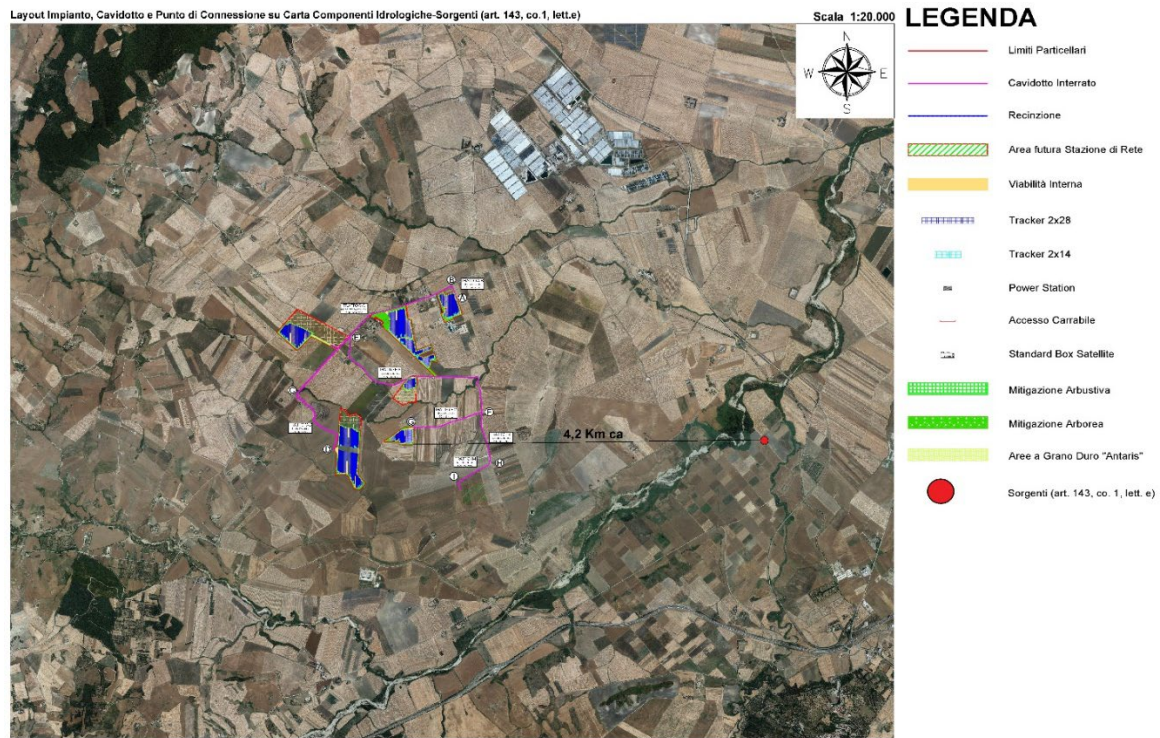 Layout Impianto, Cavidotto e Punto di Connessione su Carta Componenti Idrologiche-Sorgenti (art. 143, co.1, lett.e)
Scala 1:20.000
LEGENDA
N
W
E
S
Limiti Particellari
Cavidotto Interrato
Recinzione
Area futura Stazione di Rete
Viabilità Interna
Tracker 2x28
Tracker 2x14
Power Station
Accesso Carrabile
Standard Box Satellite
Mitigazione Arbustiva
Mitigazione Arborea
Aree a Grano Duro "Antaris"
Sorgenti (art. 143, co. 1, lett. e)
B
A
E
C
F
G
4,2 Km ca
D
H
I